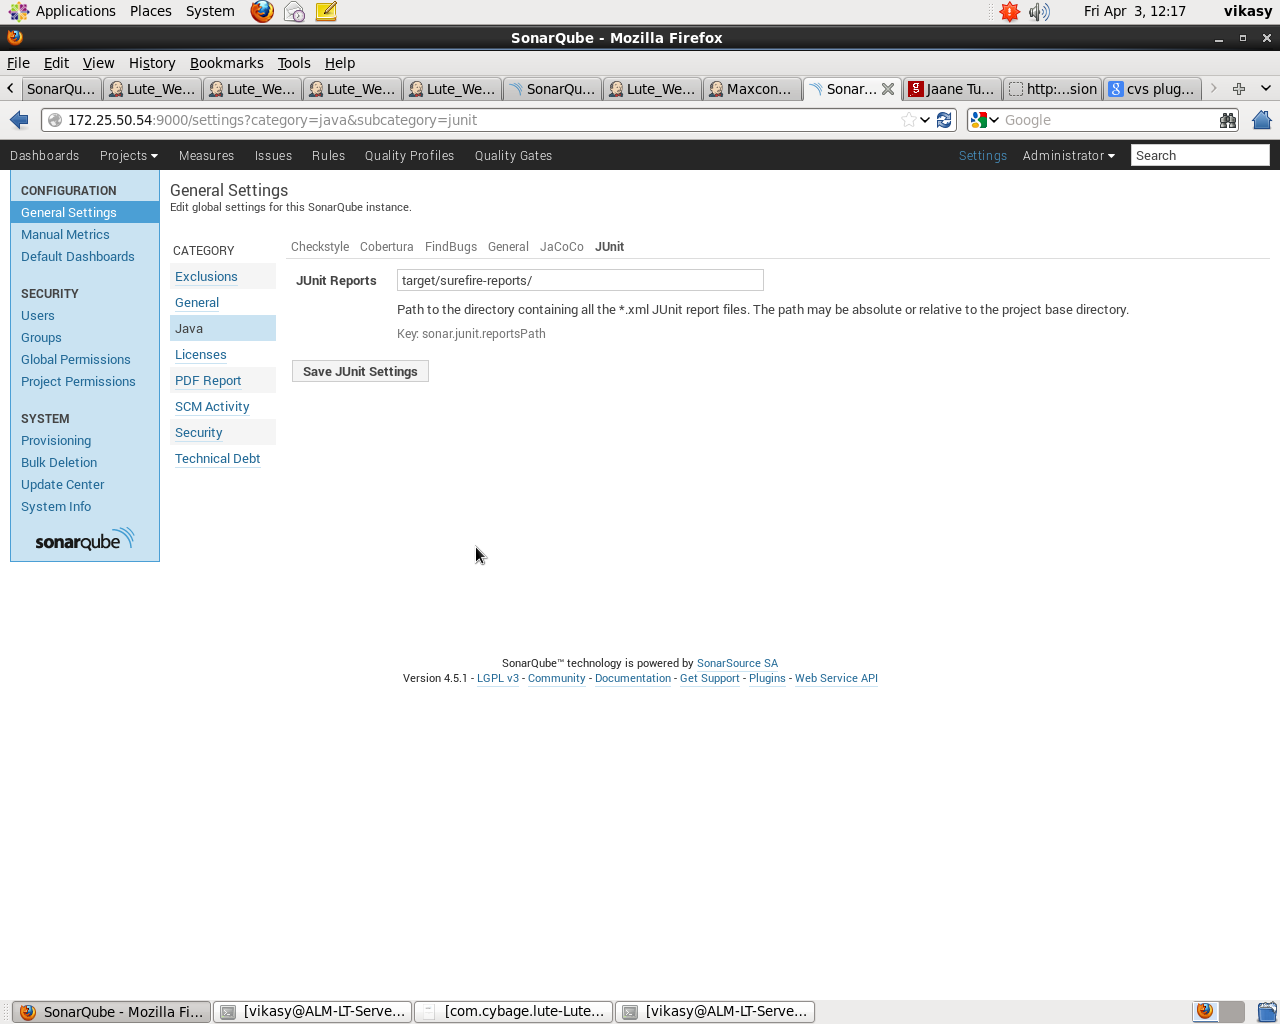 Applications Places System Fri Apr 3, 12:17 vikasy
SonarQube - Mozilla Firefox
File Edit View History Bookmarks Tools Help
SonarQu... Lute_We... Lute_We... Lute_We... Lute_We... SonarQu... Lute_We... Maxcon... Sonar... Jaane Tu... http:...sion cvs plug...
172.25.50.54:9000/settings?category=java&subcategory=junit Google
Dashboards Projects Measures Issues Rules Quality Profiles Quality Gates Settings Administrator Search
CONFIGURATION
General Settings
Manual Metrics
Default Dashboards
SECURITY
Users
Groups
Global Permissions
Project Permissions
SYSTEM
Provisioning
Bulk Deletion
Update Center
System Info
sonarqube
General Settings
Edit global settings for this SonarQube instance.
CATEGORY
Exclusions
General
Java
Licenses
PDF Report
SCM Activity
Security
Technical Debt
Checkstyle Cobertura FindBugs General JaCoCo JUnit
JUnit Reports target/surefire-reports/
Path to the directory containing all the *.xml JUnit report files. The path may be absolute or relative to the project base directory.
Key: sonar.junit.reportsPath
Save JUnit Settings
SonarQube™ technology is powered by SonarSource SA
Version 4.5.1 - LGPL v3 - Community - Documentation - Get Support - Plugins - Web Service API
SonarQube - Mozilla Fi... [vikasy@ALM-LT-Serve... [com.cybage.lute-Lute... [vikasy@ALM-LT-Serve...